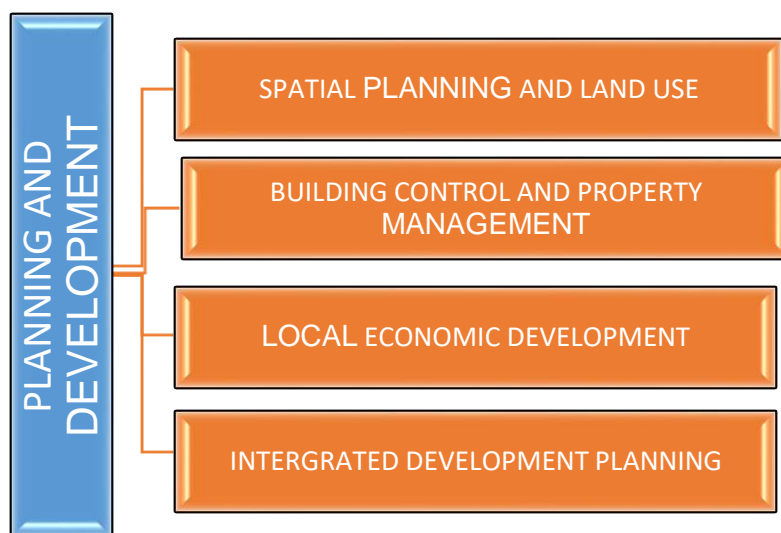 PLANNING AND
DEVELOPMENT
SPATIAL PLANNING AND LAND USE
BUILDING CONTROL AND PROPERTY
MANAGEMENT
LOCAL ECONOMIC DEVELOPMENT
INTERGRATED DEVELOPMENT PLANNING